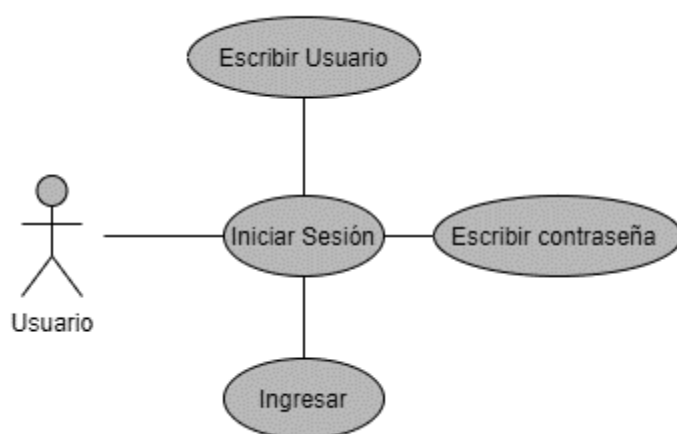 Escribir Usuario
Iniciar Sesión
Escribir contraseña
Usuario
Ingresar